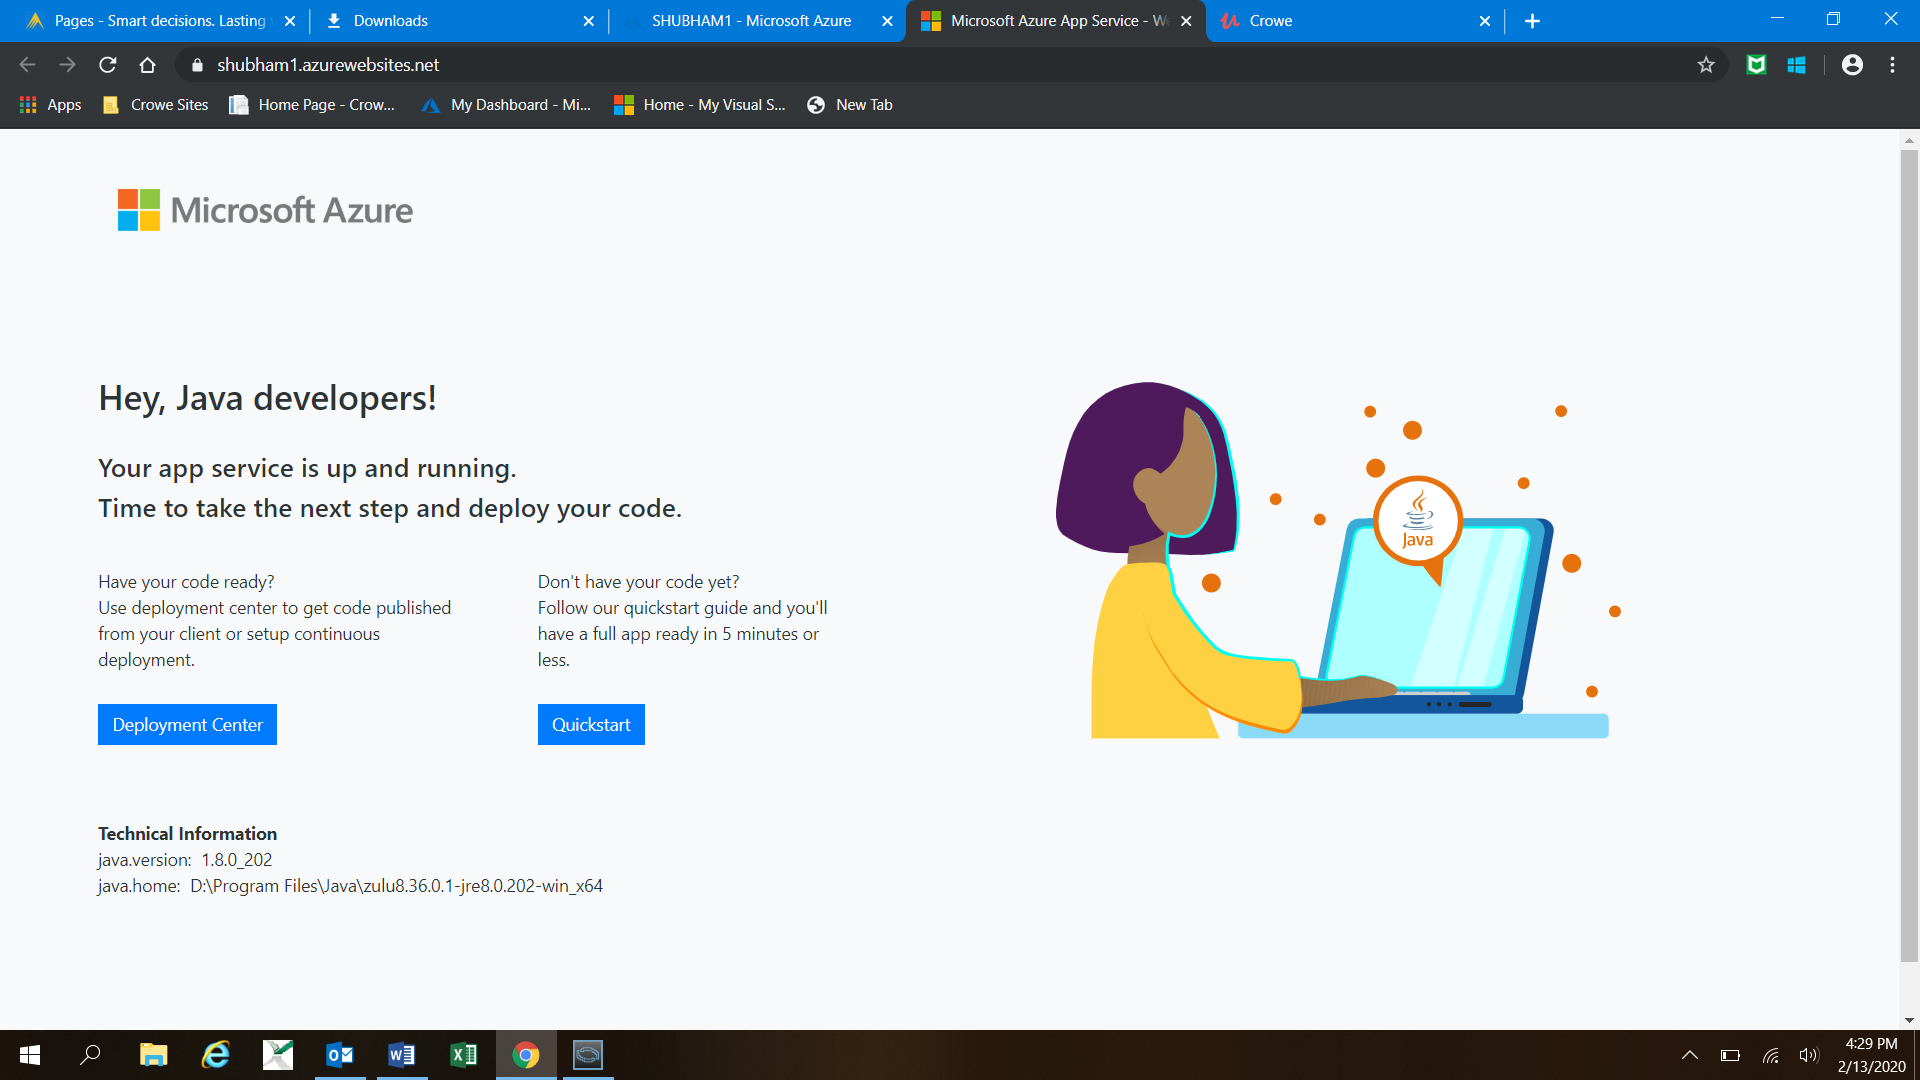 Pages - Smart decisions. Lasting
Downloads
SHUBHAM1 - Microsoft Azure
Microsoft Azure App Service - We
Crowe
shubham1.azurewebsites.net
Apps
Crowe Sites
Home Page - Crow...
My Dashboard - Mi...
Home - My Visual S...
New Tab
Microsoft Azure
Hey, Java developers!
Your app service is up and running.
Time to take the next step and deploy your code.
Have your code ready?
Use deployment center to get code published
from your client or setup continuous
deployment.
Deployment Center
Don't have your code yet?
Follow our quickstart guide and you'll
have a full app ready in 5 minutes or
less.
Quickstart
Java
Technical Information
java.version: 1.8.0_202
java.home: D:\Program Files\Java\zulu8.36.0.1-jre8.0.202-win_x64
4:29 PM
2/13/2020